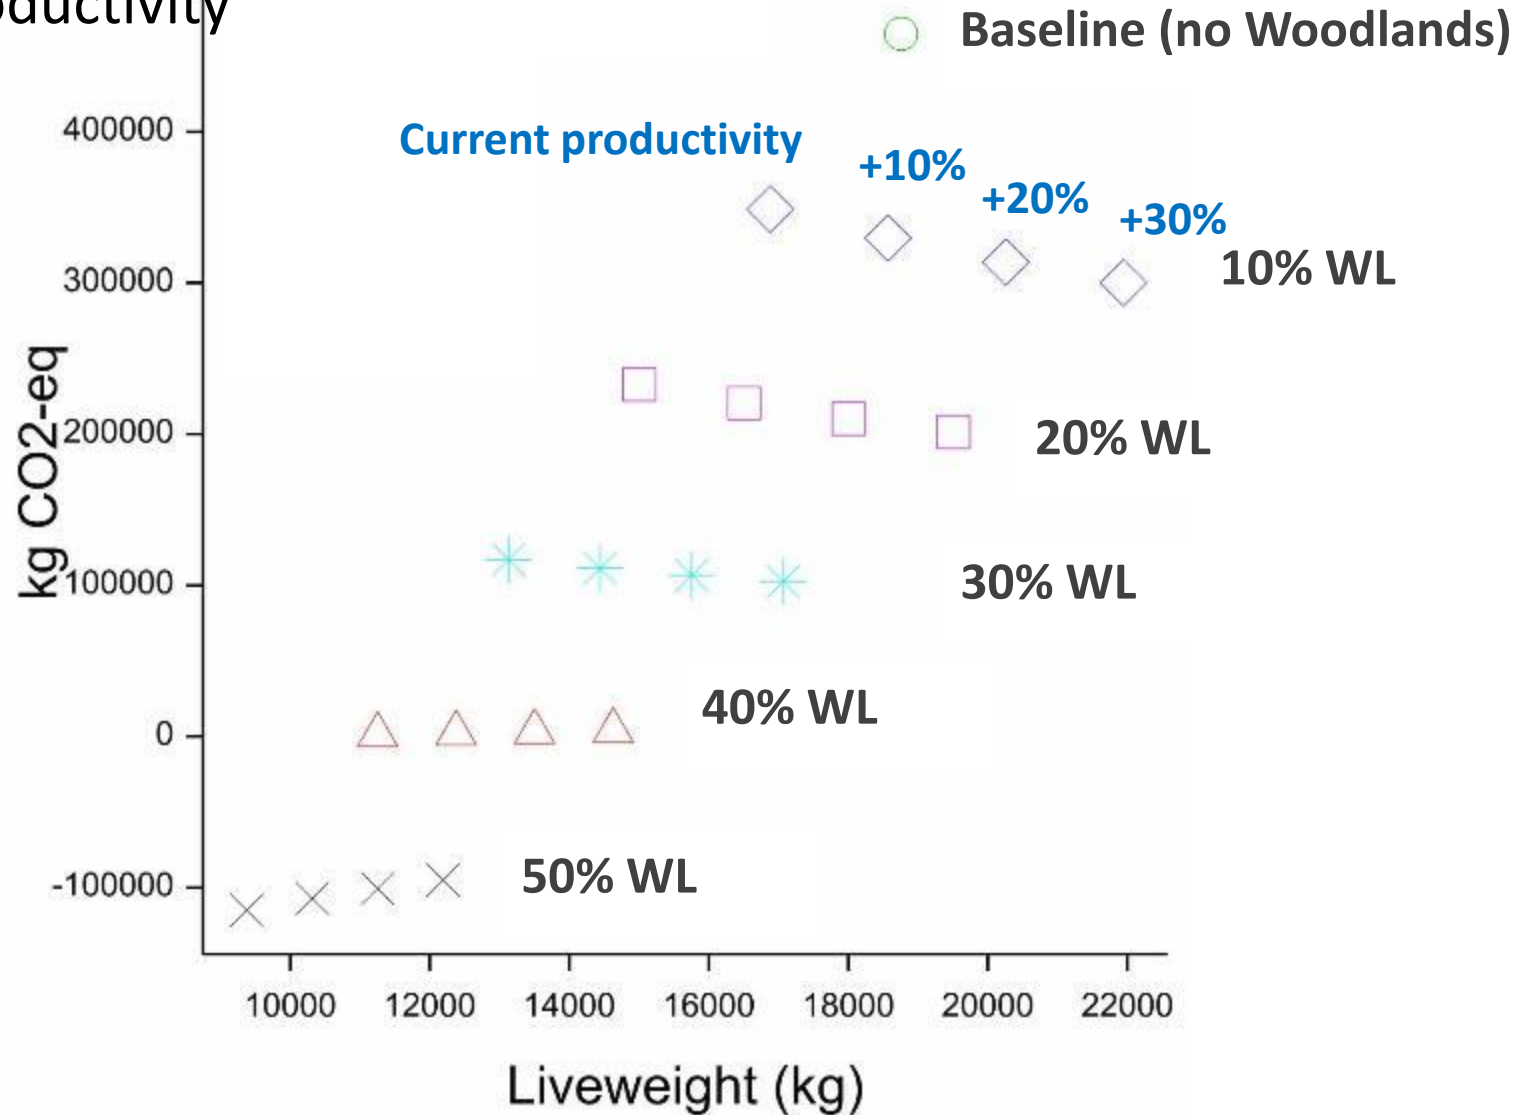 Baseline (no Woodlands)
400000
Current productivity
+10%
+20%
+30%
10% WL
300000
kg CO2-eq
200000
20% WL
100000
30% WL
40% WL
0
-100000
50% WL
10000 12000 14000 16000 18000 20000 22000
Liveweight (kg)